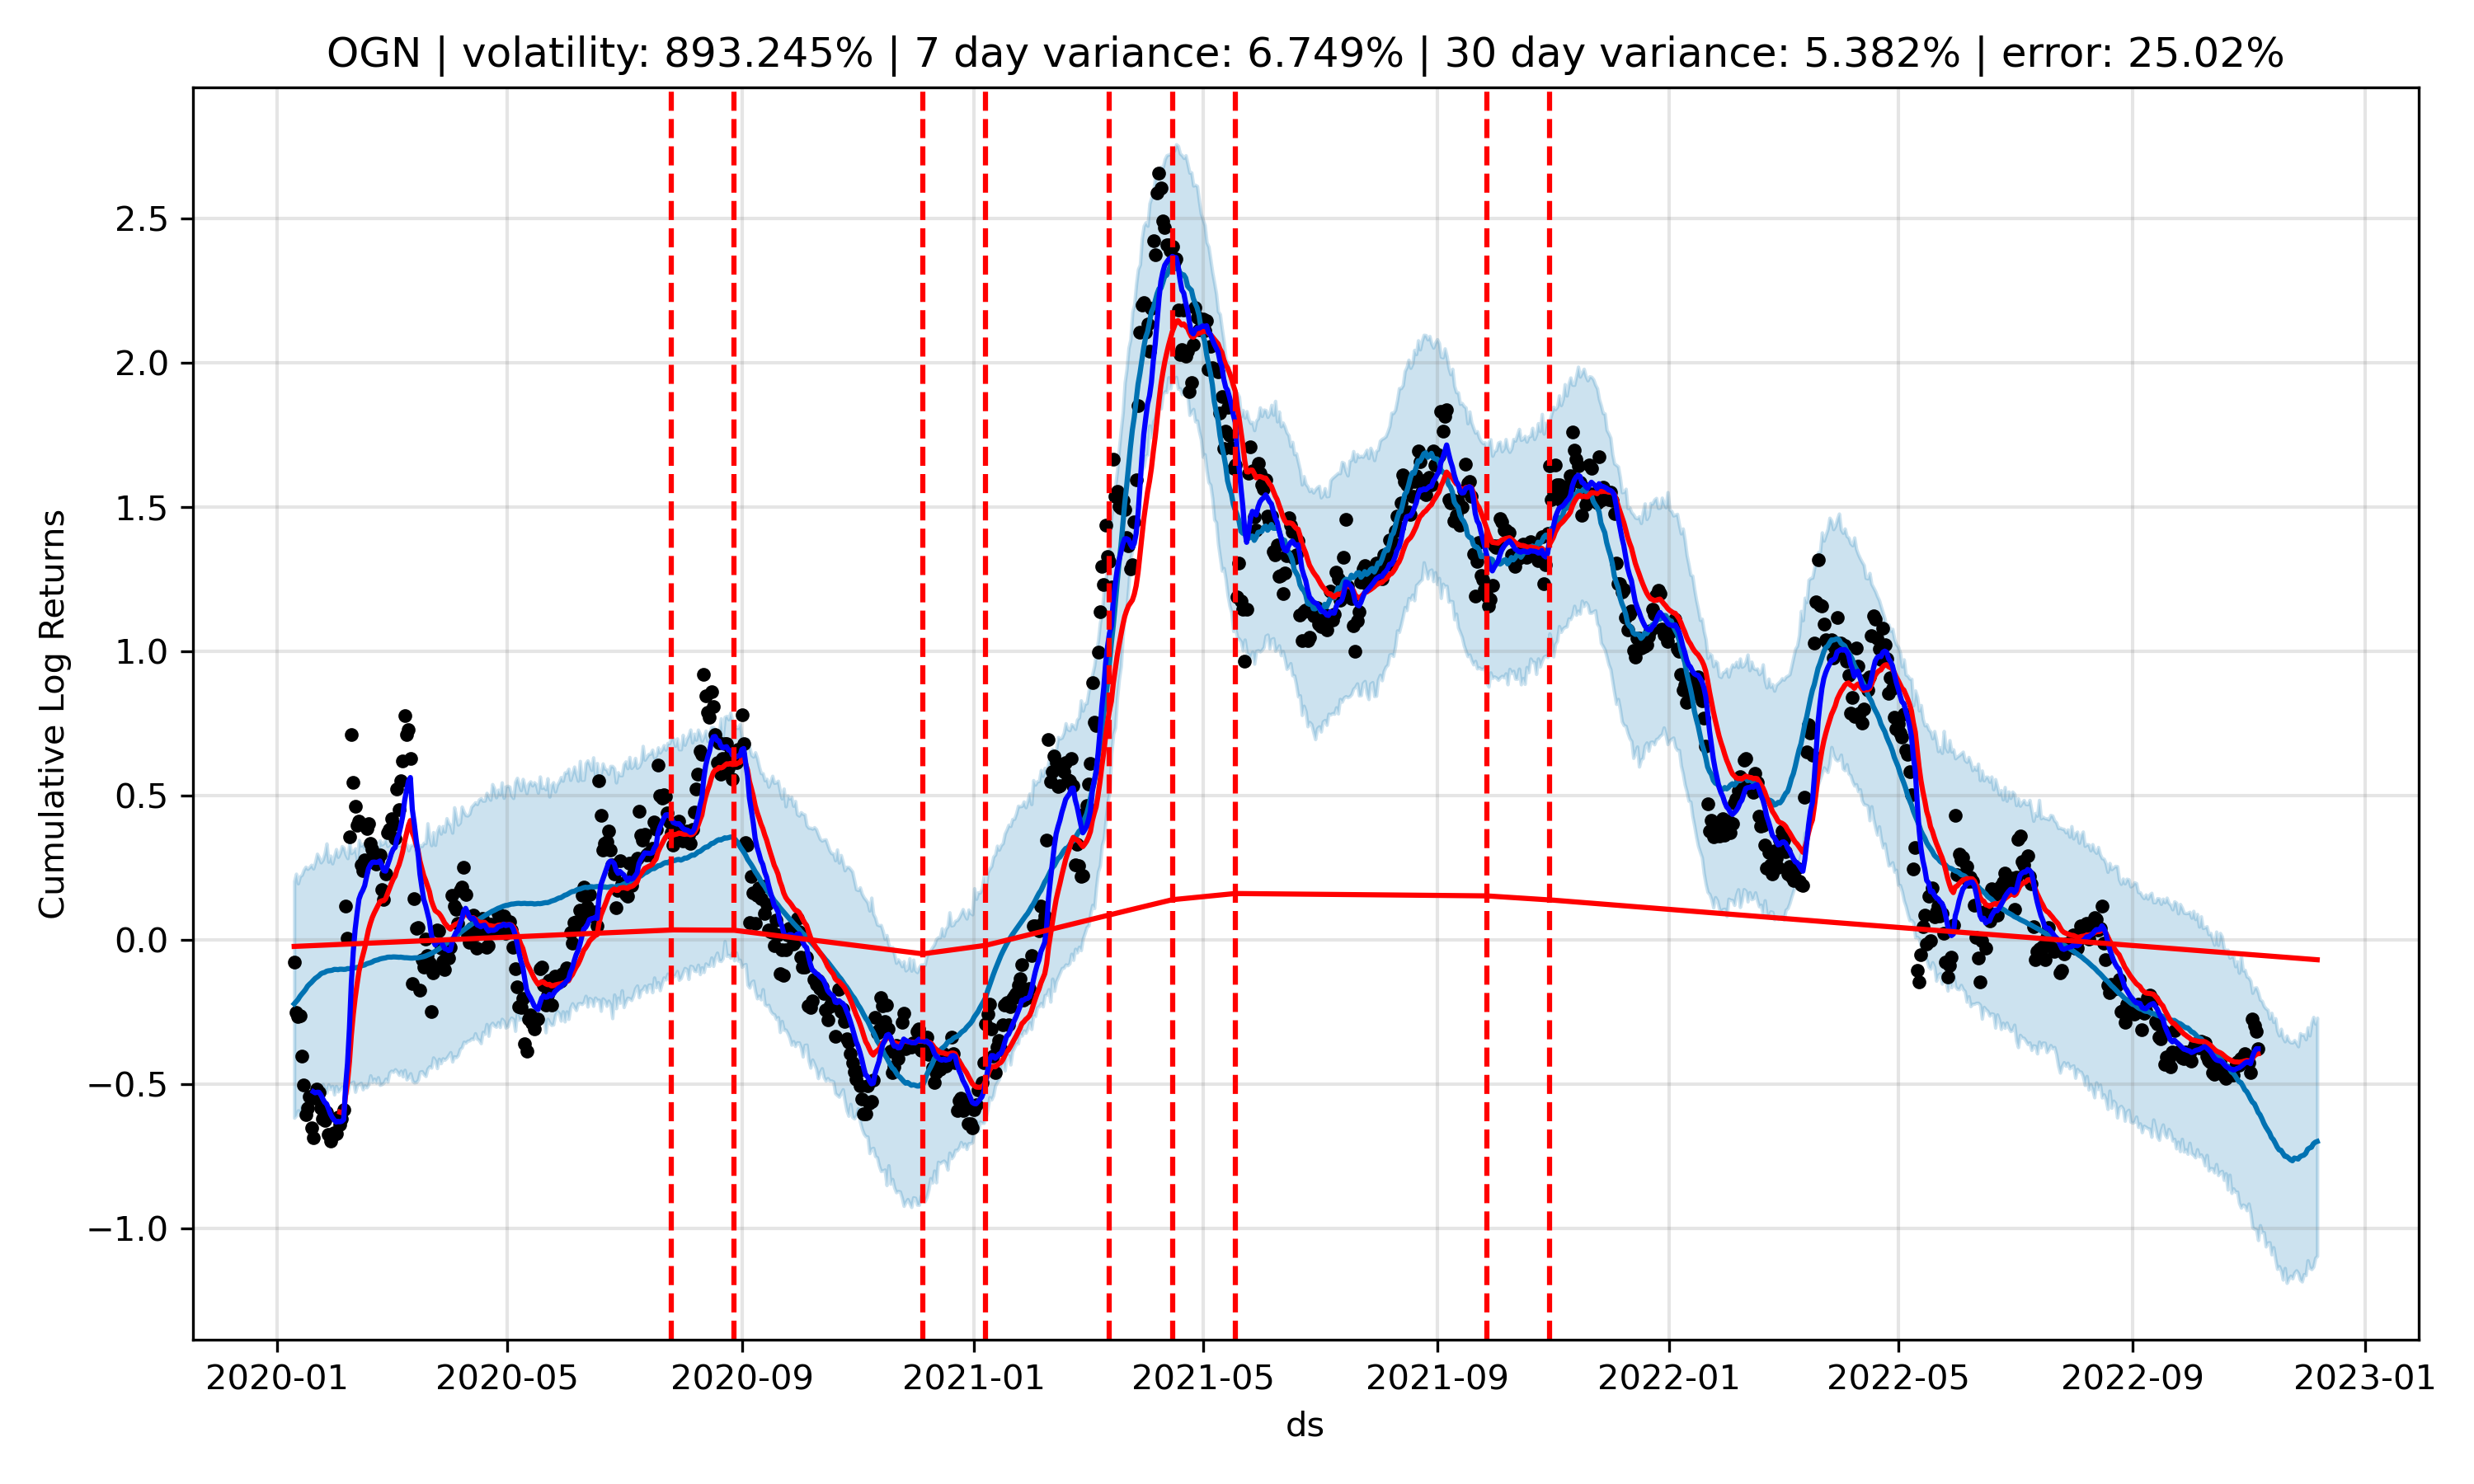 OGN | volatility: 893.245% | 7 day variance: 6.749% | 30 day variance: 5.382% | error: 25.02%
Cumulative Log Returns
2.5
2.0
1.5
1.0
0.5
0.0
−0.5
−1.0
2020-01 2020-05 2020-09 2021-01 2021-05 2021-09 2022-01 2022-05 2022-09 2023-01
ds